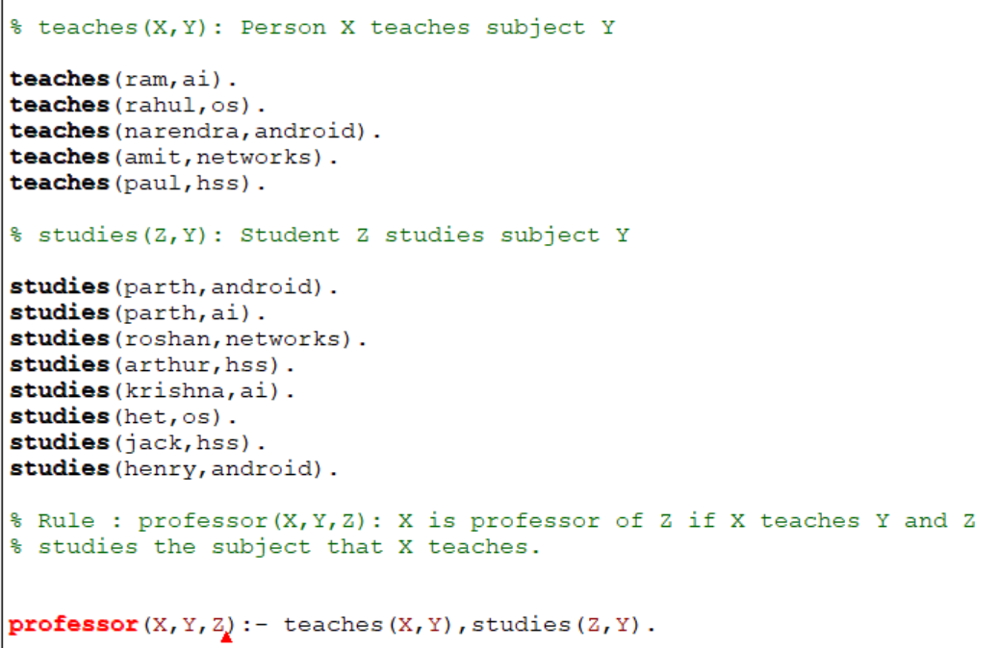 % teaches(X,Y): Person X teaches subject Y
teaches(ram,ai).
teaches(rahul,os).
teaches(narendra,android).
teaches(amit,networks).
teaches(paul,hss).
% studies(Z,Y): Student Z studies subject Y
studies(parth,android).
studies(parth,ai).
studies(roshan,networks).
studies(arthur,hss).
studies(krishna,ai).
studies(het,os).
studies(jack,hss).
studies(henry,android).
% Rule : professor(X,Y,Z): X is professor of Z if X teaches Y and Z
% studies the subject that X teaches.
professor(X,Y,Z):- teaches(X,Y),studies(Z,Y).